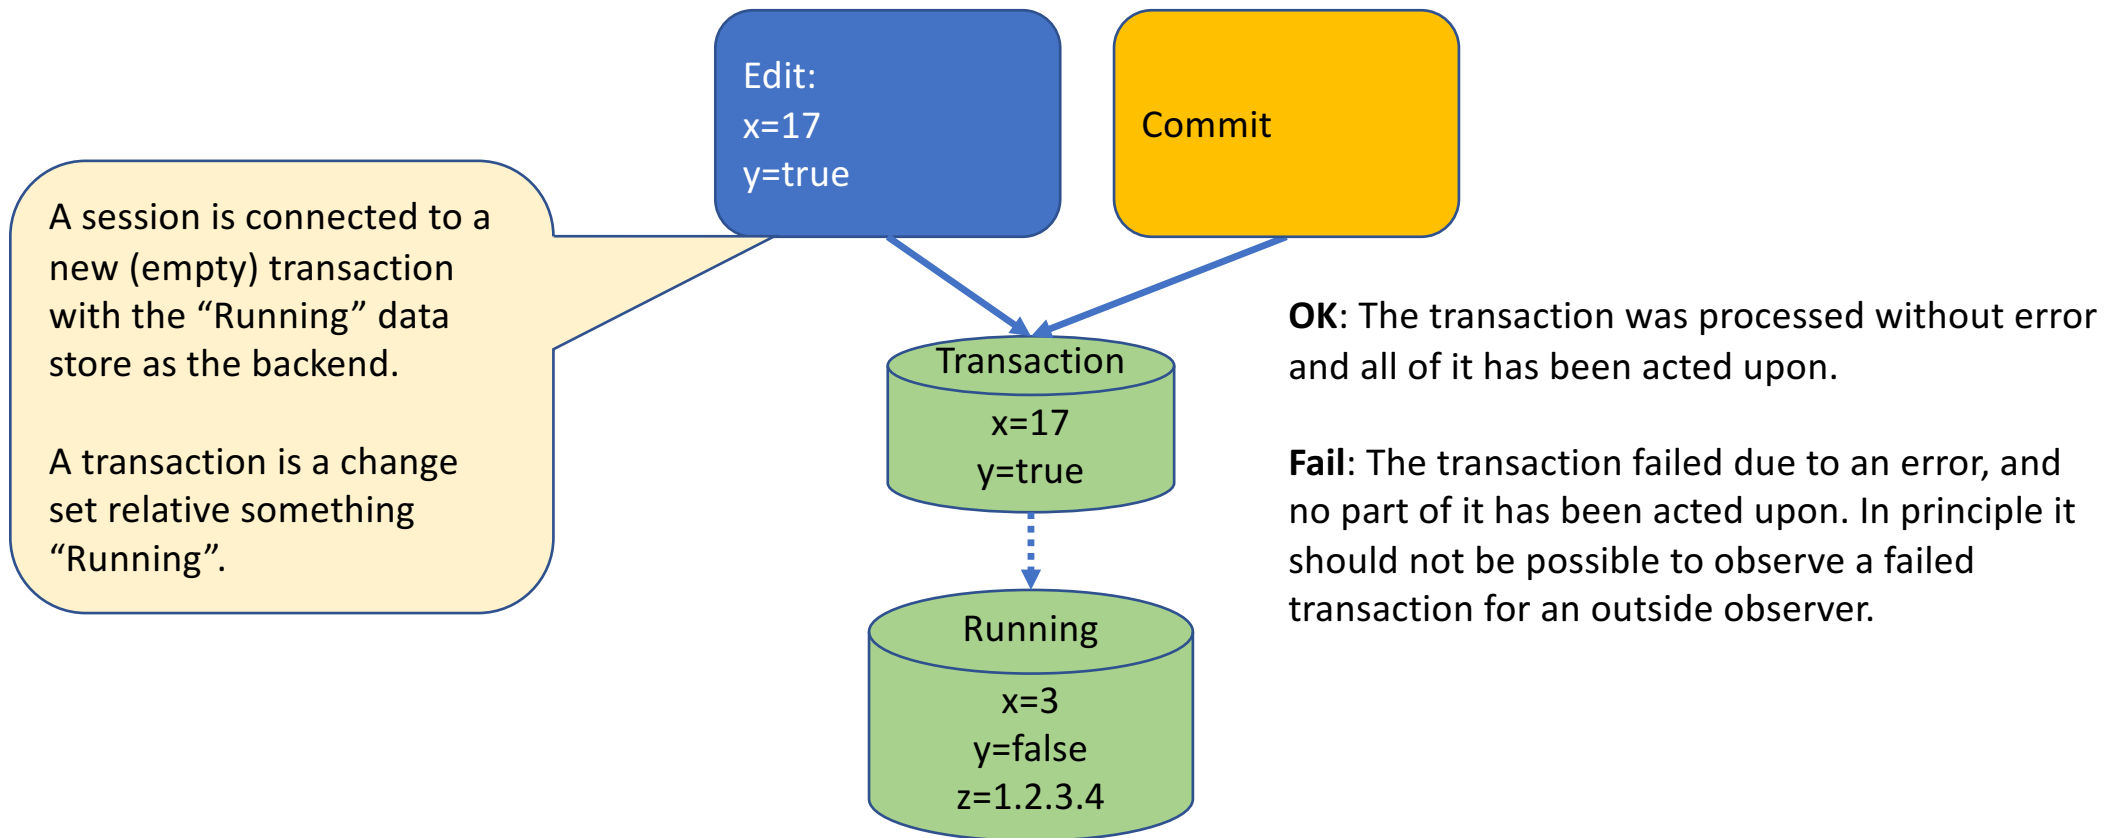 Edit:
x=17
y=true
Commit
A session is connected to a
new (empty) transaction
with the “Running” data
store as the backend.
A transaction is a change
set relative something
“Running”.
Transaction
x=17
y=true
Running
x=3
y=false
z=1.2.3.4
OK: The transaction was processed without error
and all of it has been acted upon.
Fail: The transaction failed due to an error, and
no part of it has been acted upon. In principle it
should not be possible to observe a failed
transaction for an outside observer.